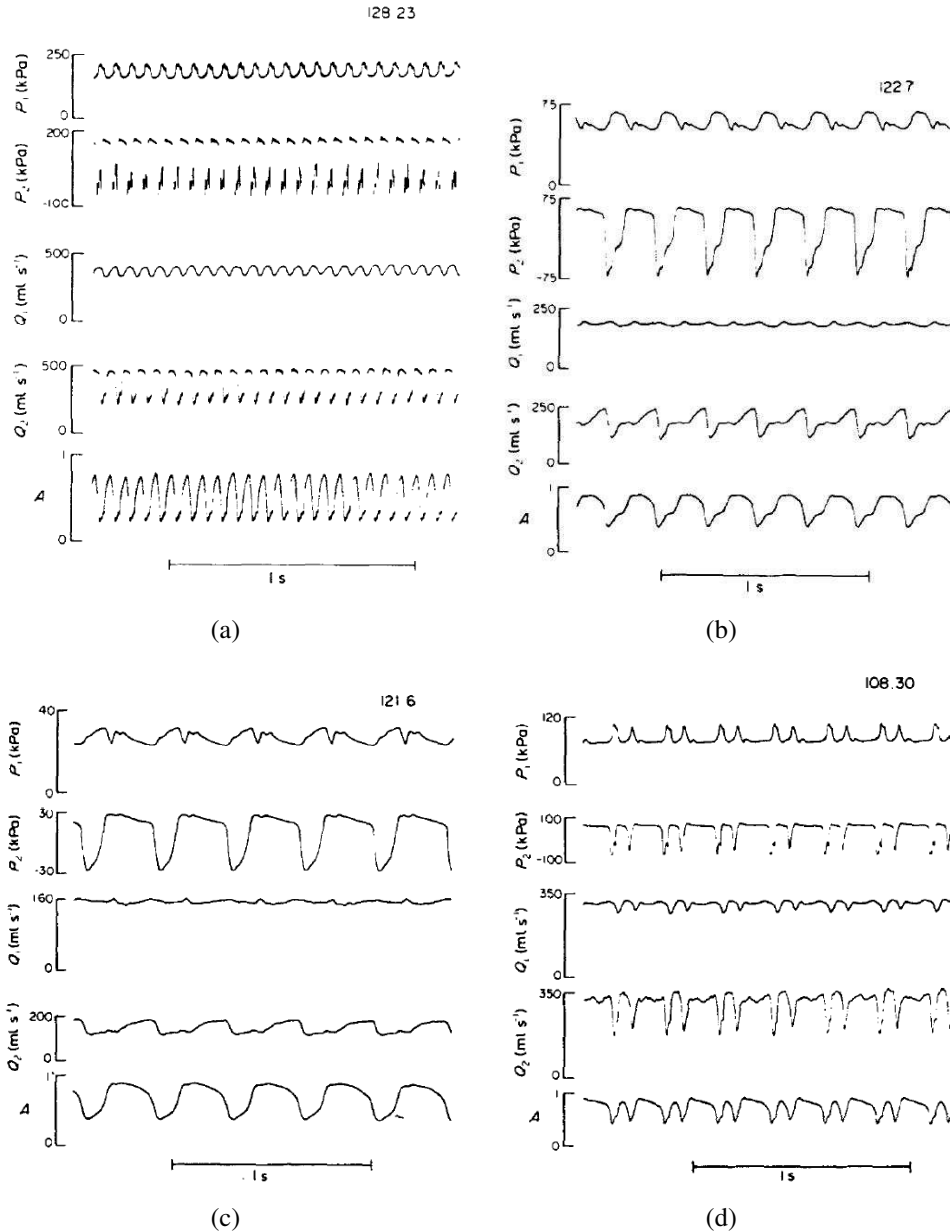 128 23
250
P₁ (kPa)
0
200
P₂ (kPa)
-100
500
Q₁ (ml s⁻¹)
0
500
Q₂ (ml s⁻¹)
0
1
A
0
1 s
(a)
122.7
75
P₁ (kPa)
0
75
P₂ (kPa)
-75
250
Q₁ (ml s⁻¹)
0
250
Q₂ (ml s⁻¹)
0
1
A
0
1 s
(b)
121 6
40
P₁ (kPa)
0
30
P₂ (kPa)
-30
160
Q₁ (ml s⁻¹)
0
200
Q₂ (ml s⁻¹)
0
1
A
0
1 s
(c)
108.30
120
P₁ (kPa)
0
100
P₂ (kPa)
-100
350
Q₁ (ml s⁻¹)
0
350
Q₂ (ml s⁻¹)
0
1
A
0
1 s
(d)